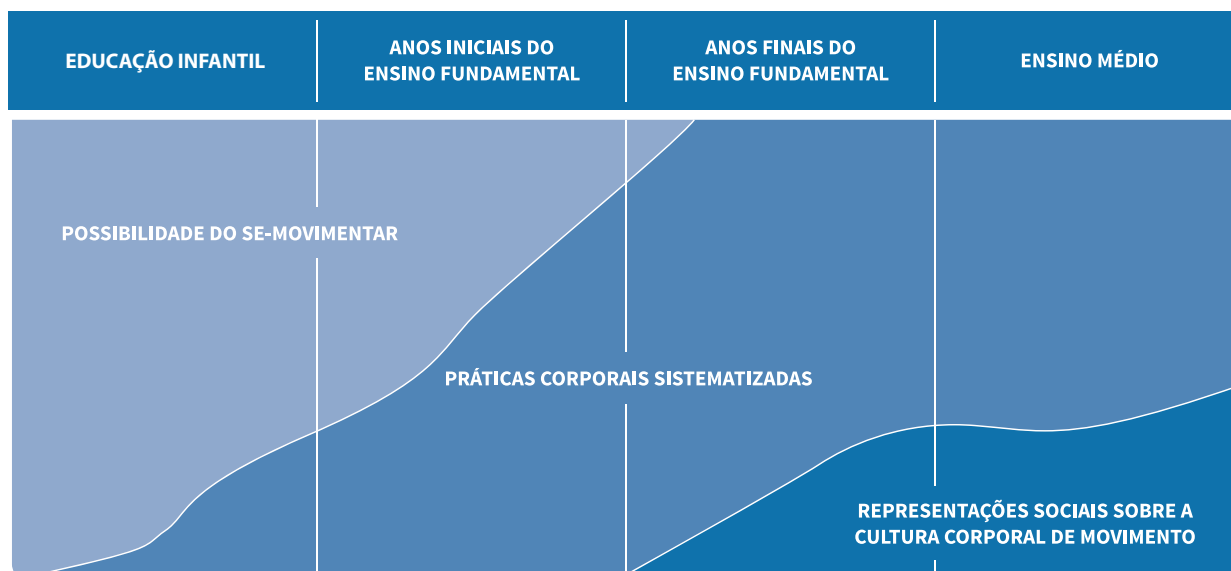 EDUCAÇÃO INFANTIL
ANOS INICIAIS DO
ENSINO FUNDAMENTAL
ANOS FINAIS DO
ENSINO FUNDAMENTAL
ENSINO MÉDIO
POSSIBILIDADE DO SE-MOVIMENTAR
PRÁTICAS CORPORAIS SISTEMATIZADAS
REPRESENTAÇÕES SOCIAIS SOBRE A
CULTURA CORPORAL DE MOVIMENTO